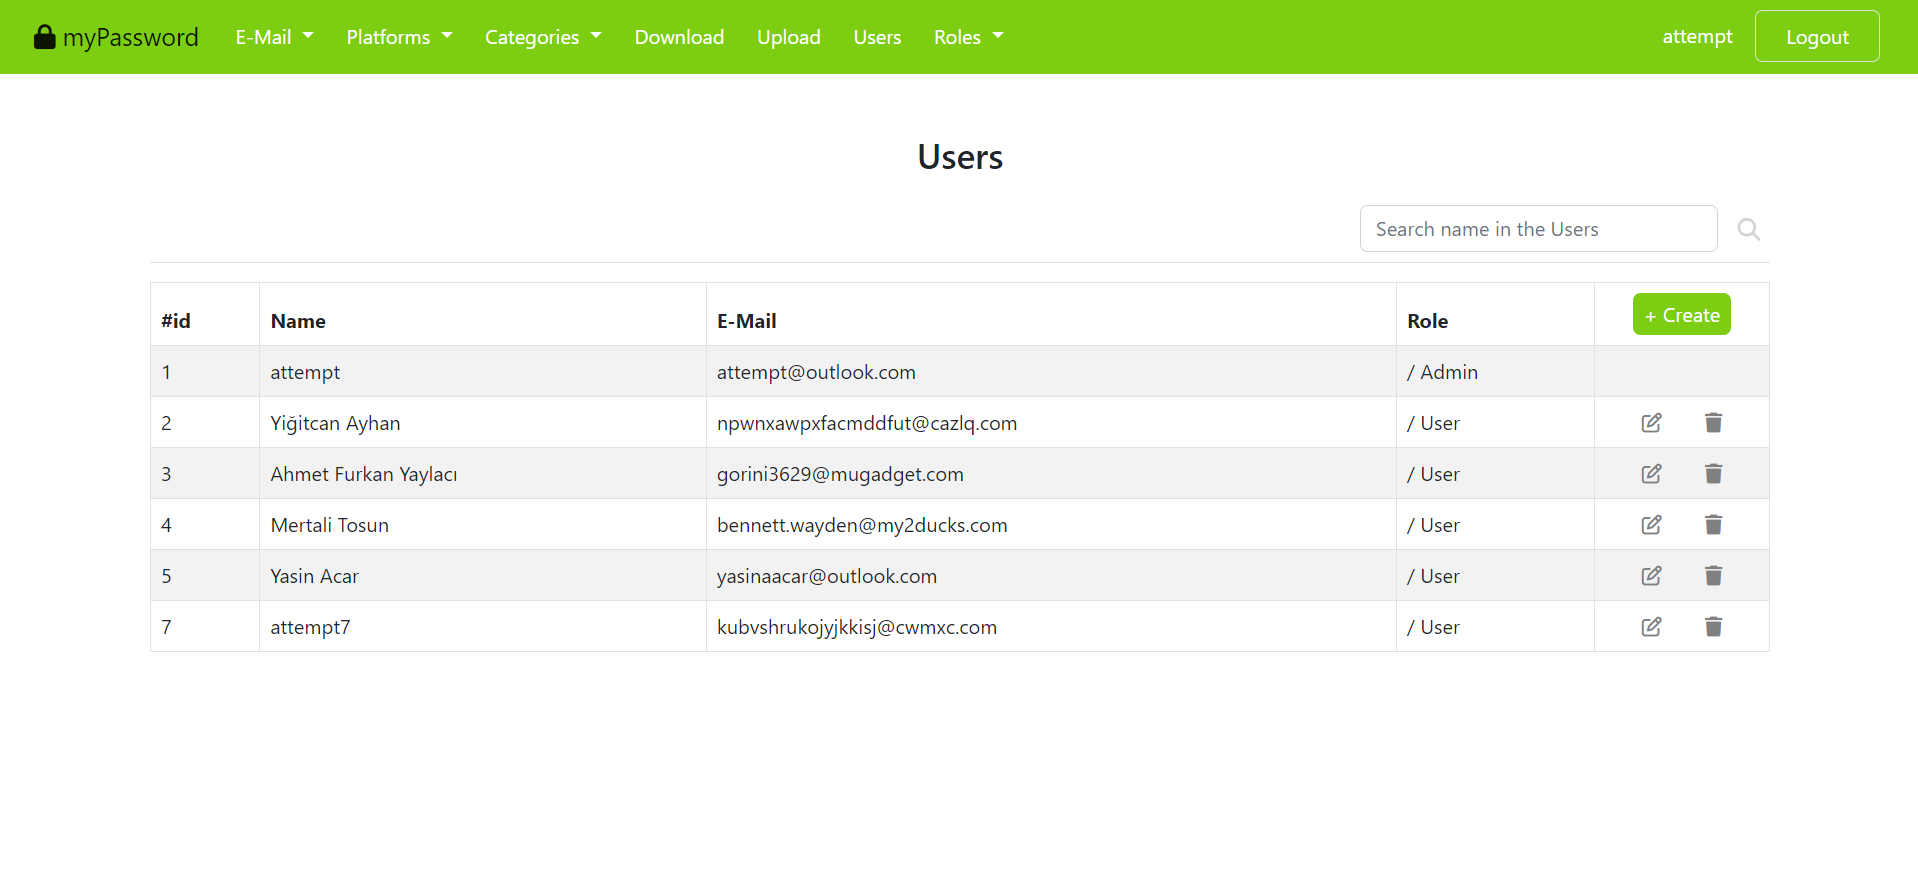 myPassword E-Mail Platforms Categories Download Upload Users Roles attempt Logout
Users
Search name in the Users
#id Name E-Mail Role + Create
1 attempt attempt@outlook.com / Admin
2 Yiğitcan Ayhan npwnxawpxfacmddfut@cazlq.com / User
3 Ahmet Furkan Yaylacı gorini3629@mugadget.com / User
4 Mertali Tosun bennett.wayden@my2ducks.com / User
5 Yasin Acar yasinaacar@outlook.com / User
7 attempt7 kubvshrukojyjkkisj@cwmxc.com / User